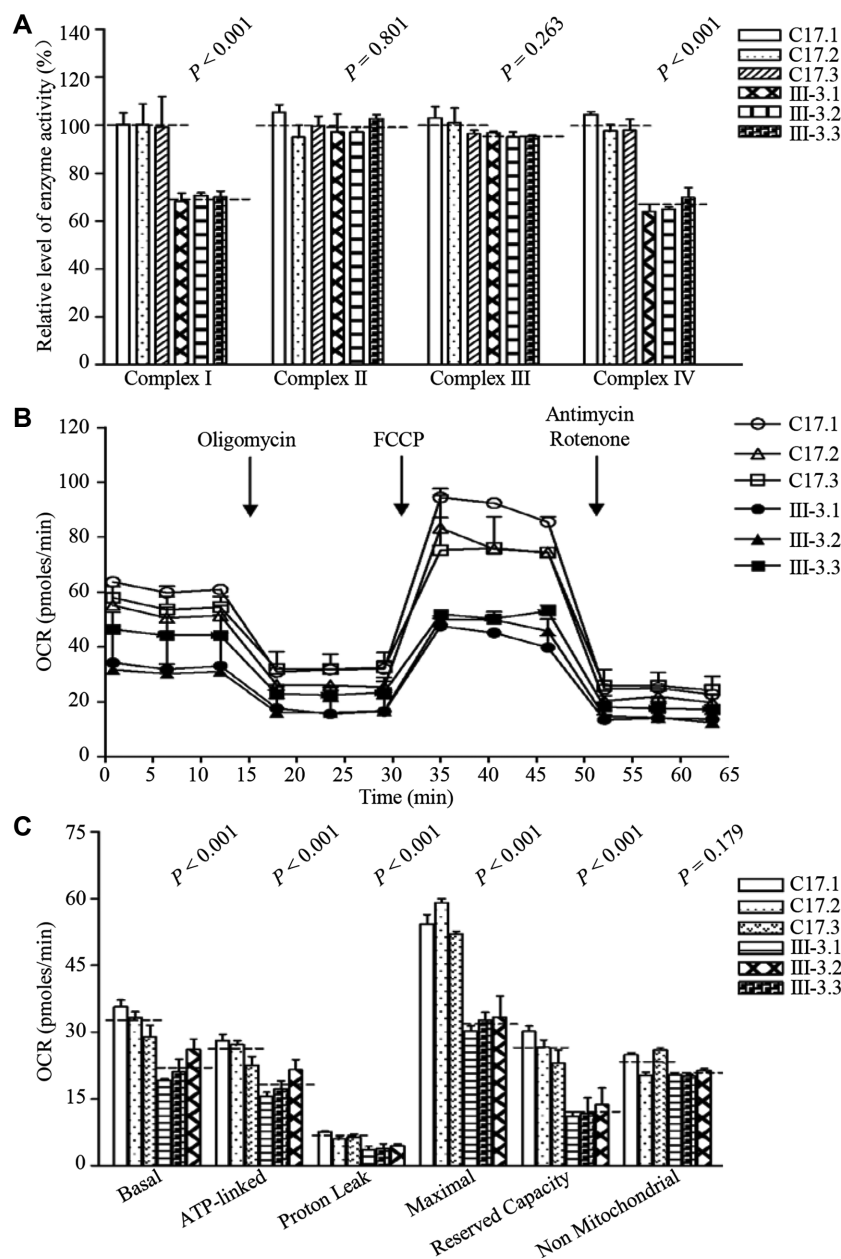 A
Relative level of enzyme activity (%)
140
120
100
80
60
40
20
0
P < 0.001
P = 0.801
P = 0.263
P < 0.001
C17.1
C17.2
C17.3
III-3.1
III-3.2
III-3.3
Complex I
Complex II
Complex III
Complex IV
B
OCR (pmoles/min)
120
100
80
60
40
20
0
Oligomycin
FCCP
Antimycin
Rotenone
C17.1
C17.2
C17.3
III-3.1
III-3.2
III-3.3
0 5 10 15 20 25 30 35 40 45 50 55 60 65
Time (min)
C
OCR (pmoles/min)
75
60
45
30
15
0
P < 0.001
P < 0.001
P < 0.001
P < 0.001
P < 0.001
P = 0.179
C17.1
C17.2
C17.3
III-3.1
III-3.2
III-3.3
Basal
ATP-linked
Proton Leak
Maximal
Reserved Capacity
Non Mitochondrial